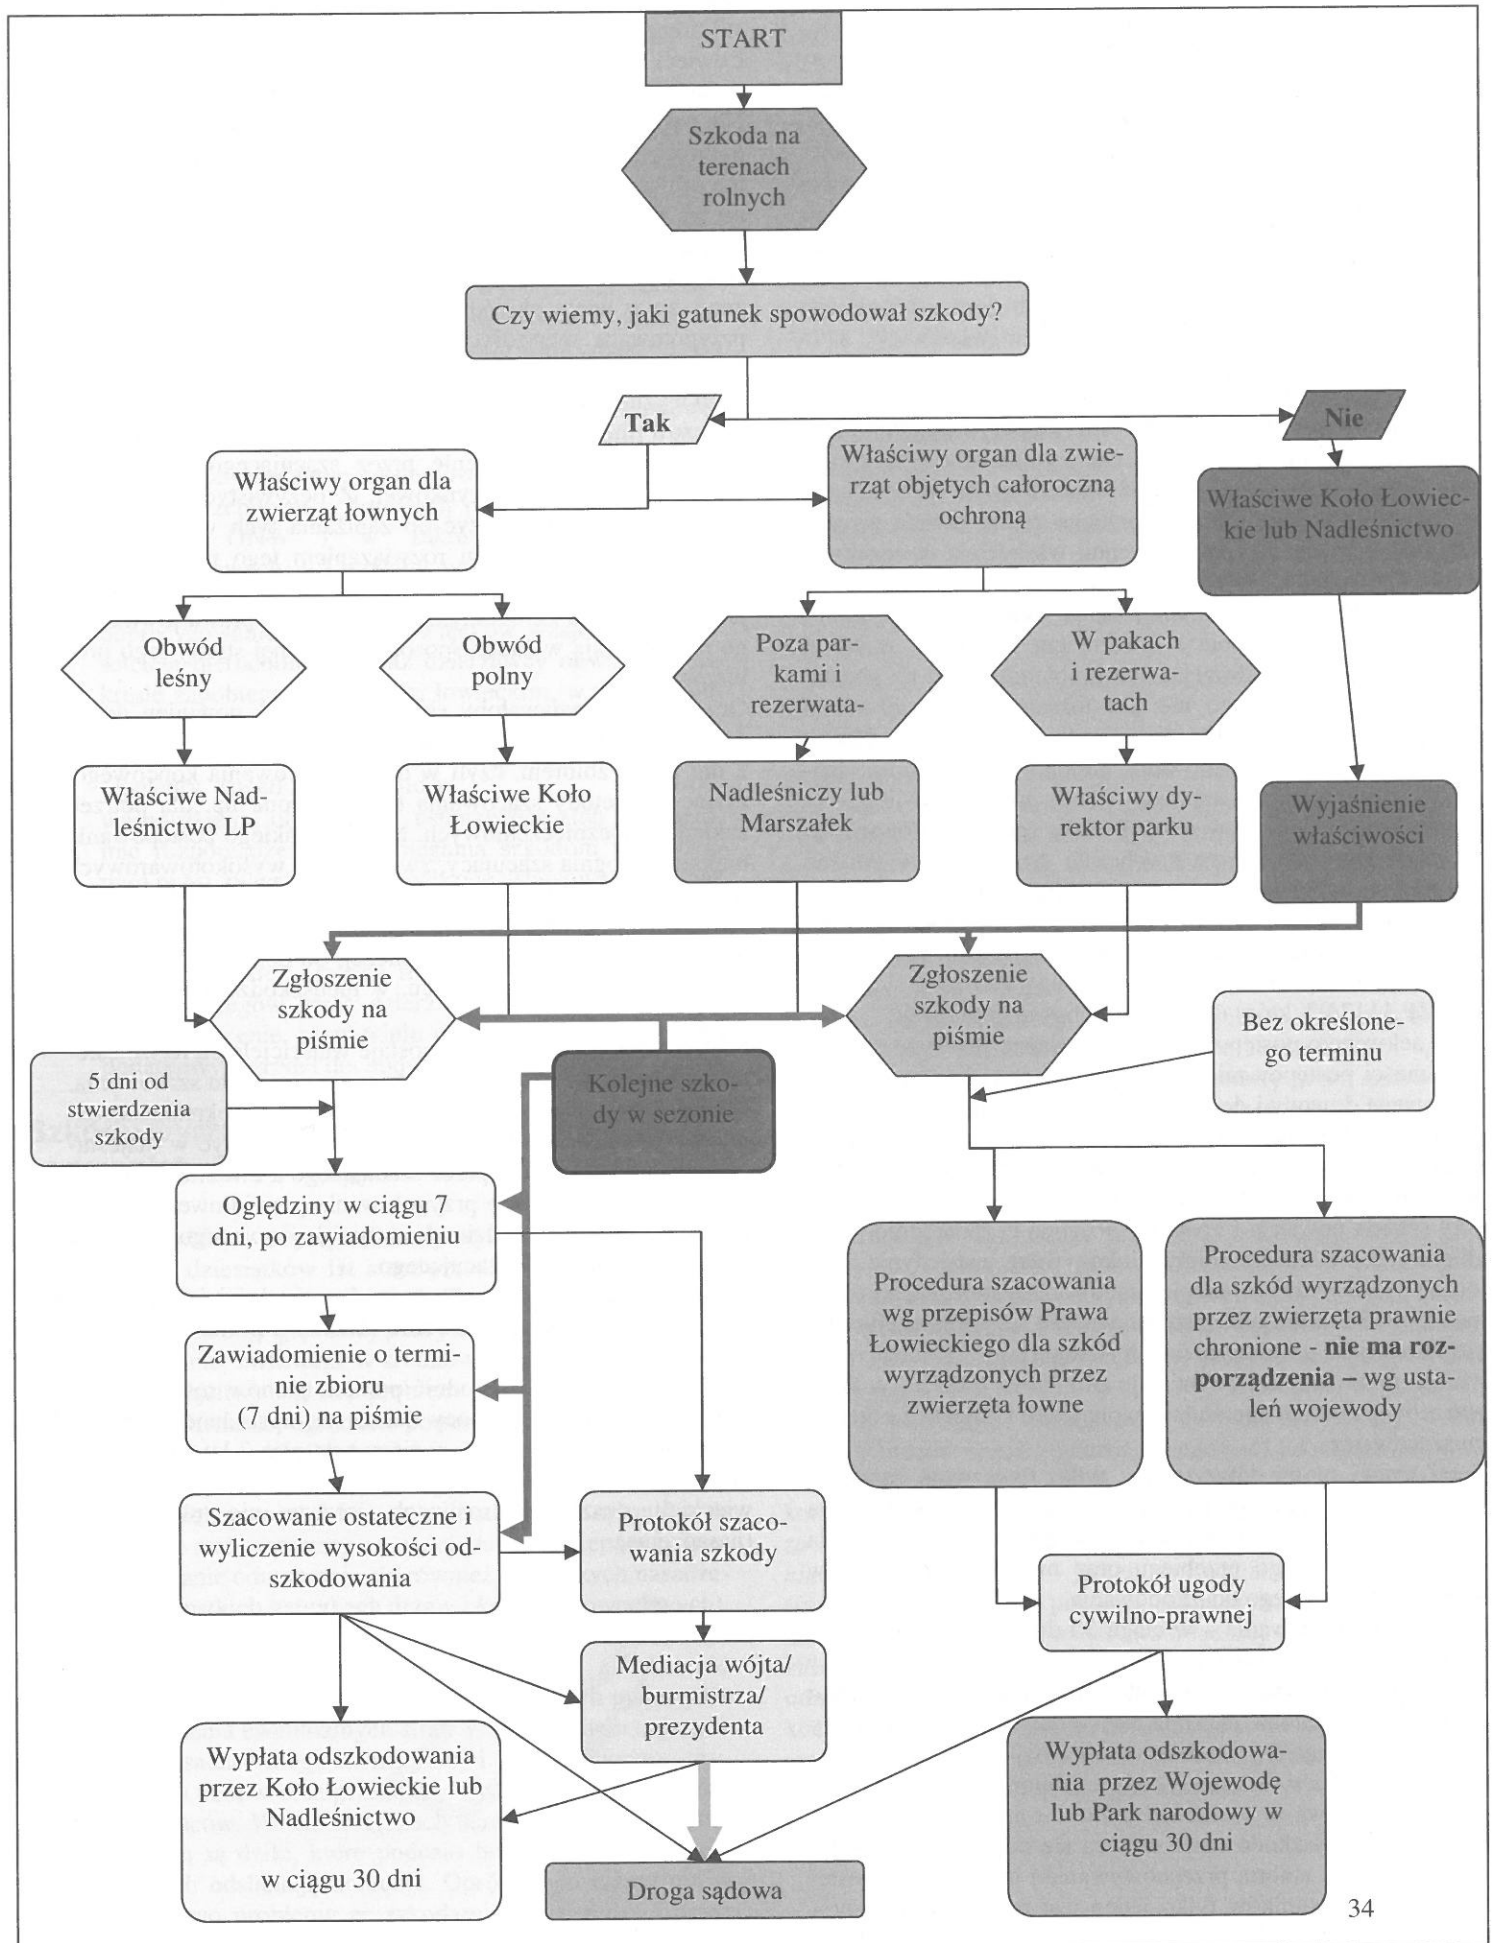 START
Szkoda na
terenach
rolnych
Czy wiemy, jaki gatunek spowodował szkody?
Tak
Nie
Właściwy organ dla
zwierząt łownych
Właściwy organ dla zwie-
rząt objętych całoroczną
ochroną
Właściwe Koło Łowiec-
kie lub Nadleśnictwo
Obwód
leśny
Obwód
polny
Poza par-
kami i
rezerwata-
W pakach
i rezerwa-
tach
Właściwe Nad-
leśnictwo LP
Właściwe Koło
Łowieckie
Nadleśniczy lub
Marszałek
Właściwy dy-
rektor parku
Wyjaśnienie
właściwości
Zgłoszenie
szkody na
piśmie
Zgłoszenie
szkody na
piśmie
Bez określone-
go terminu
5 dni od
stwierdzenia
szkody
Kolejne szko-
dy w sezonie
Oględziny w ciągu 7
dni, po zawiadomieniu
Procedura szacowania
wg przepisów Prawa
Łowieckiego dla szkód
wyrządzonych przez
zwierzęta łowne
Procedura szacowania
dla szkód wyrządzonych
przez zwierzęta prawnie
chronione - nie ma roz-
porządzenia – wg usta-
leń wojewody
Zawiadomienie o termi-
nie zbioru
(7 dni) na piśmie
Szacowanie ostateczne i
wyliczenie wysokości od-
szkodowania
Protokół szaco-
wania szkody
Protokół ugody
cywilno-prawnej
Mediacja wójta/
burmistrza/
prezydenta
Wypłata odszkodowania
przez Koło Łowieckie lub
Nadleśnictwo
w ciągu 30 dni
Wypłata odszkodowa-
nia przez Wojewodę
lub Park narodowy w
ciągu 30 dni
Droga sądowa
34